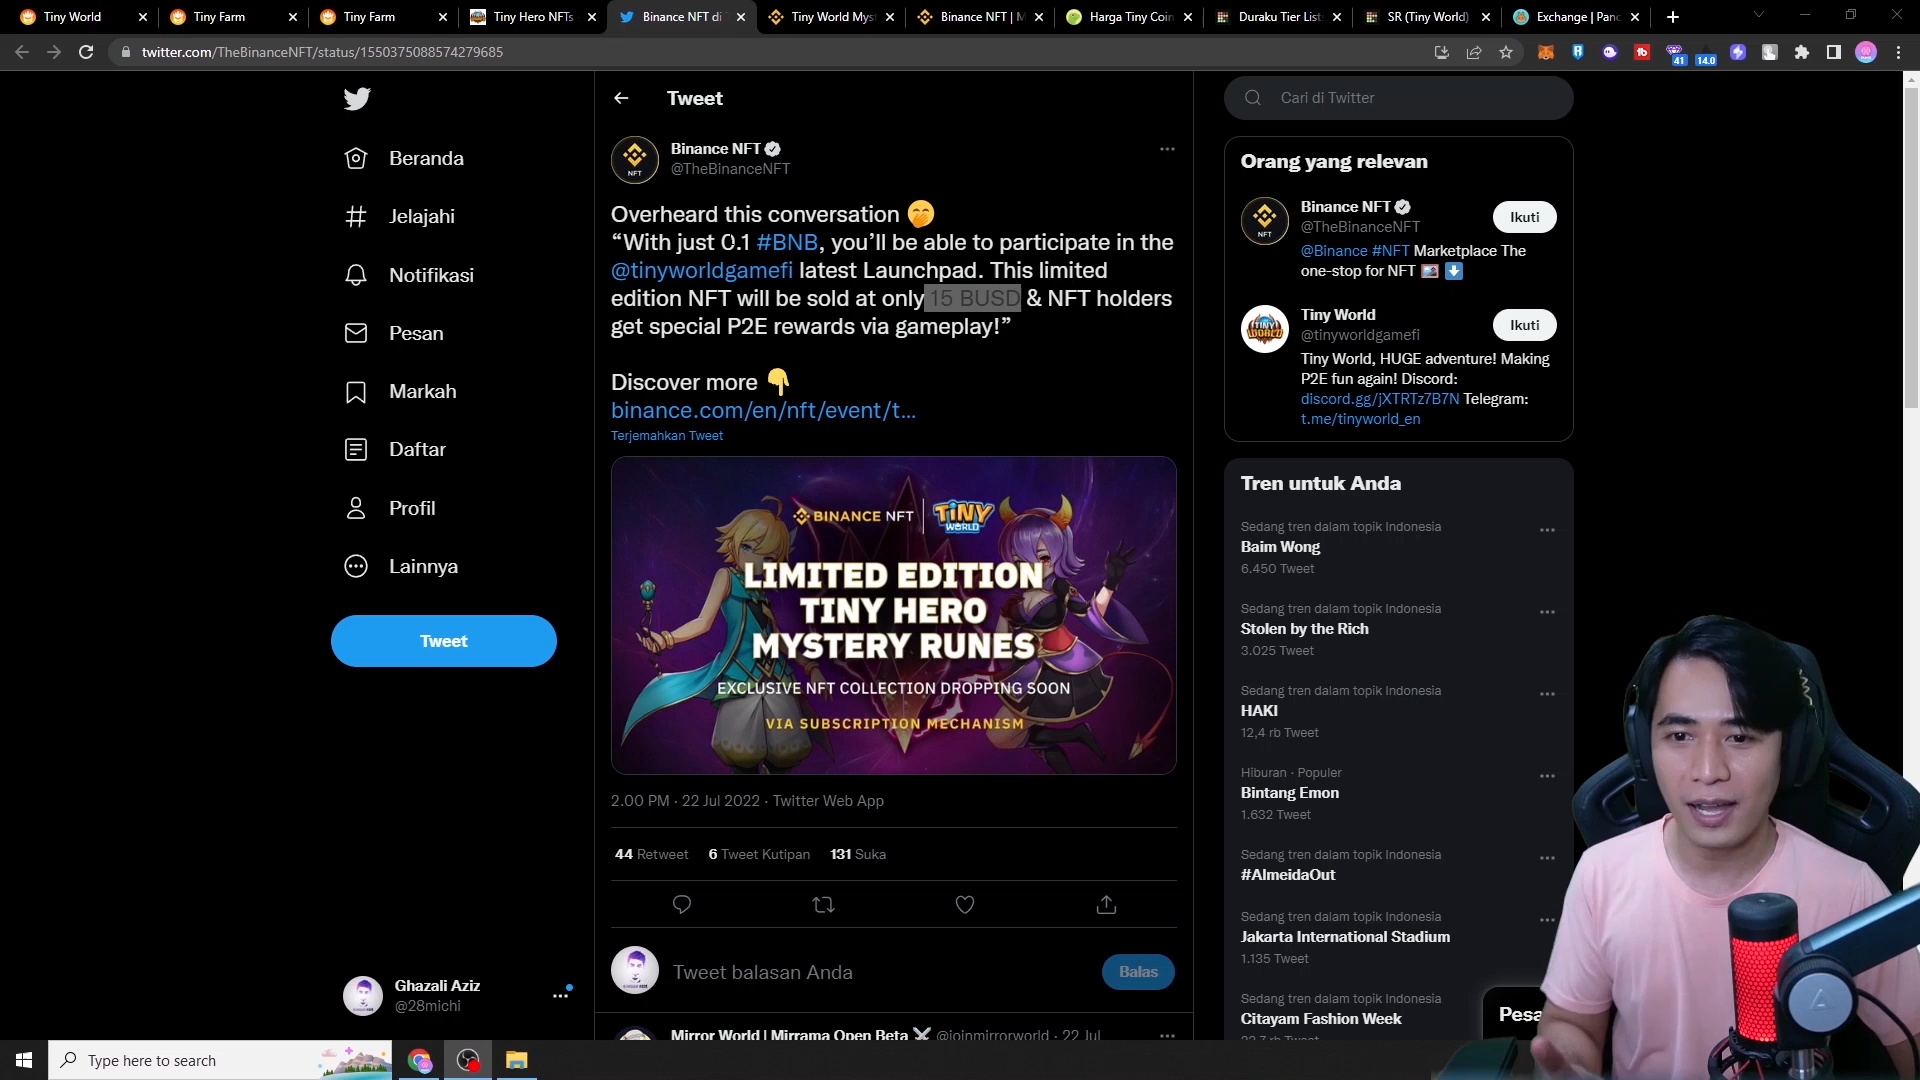 Tiny World
Tiny Farm
Tiny Farm
Tiny Hero NFTs
Binance NFT di
Tiny World Mys
Binance NFT | M
Harga Tiny Coin
Duraku Tier List
SR (Tiny World)
Exchange | Panc
twitter.com/TheBinanceNFT/status/1550375088574279685
41
14.0
Beranda
Jelajahi
Notifikasi
Pesan
Markah
Daftar
Profil
Lainnya
Tweet
Ghazali Aziz
@28michi
Tweet
Binance NFT
@TheBinanceNFT
Overheard this conversation 🤭
“With just 0.1 #BNB, you’ll be able to participate in the
@tinyworldgamefi latest Launchpad. This limited
edition NFT will be sold at only 15 BUSD & NFT holders
get special P2E rewards via gameplay!”
Discover more 👇
binance.com/en/nft/event/t...
Terjemahkan Tweet
BINANCE NFT
TINY WORLD
LIMITED EDITION
TINY HERO
MYSTERY RUNES
EXCLUSIVE NFT COLLECTION DROPPING SOON
VIA SUBSCRIPTION MECHANISM
2.00 PM · 22 Jul 2022 · Twitter Web App
44 Retweet 6 Tweet Kutipan 131 Suka
Tweet balasan Anda
Balas
Mirror World | Mirrama Open Beta ⚔ @joinmirrorworld · 22 Jul
Cari di Twitter
Orang yang relevan
Binance NFT
@TheBinanceNFT
Ikuti
@Binance #NFT Marketplace The
one-stop for NFT
Tiny World
@tinyworldgamefi
Ikuti
Tiny World, HUGE adventure! Making
P2E fun again! Discord:
discord.gg/jXTRTz7B7N Telegram:
t.me/tinyworld_en
Tren untuk Anda
Sedang tren dalam topik Indonesia
Baim Wong
6.450 Tweet
Sedang tren dalam topik Indonesia
Stolen by the Rich
3.025 Tweet
Sedang tren dalam topik Indonesia
HAKI
12,4 rb Tweet
Hiburan · Populer
Bintang Emon
1.632 Tweet
Sedang tren dalam topik Indonesia
#AlmeidaOut
Sedang tren dalam topik Indonesia
Jakarta International Stadium
1.135 Tweet
Sedang tren dalam topik Indonesia
Citayam Fashion Week
Pesa
Type here to search